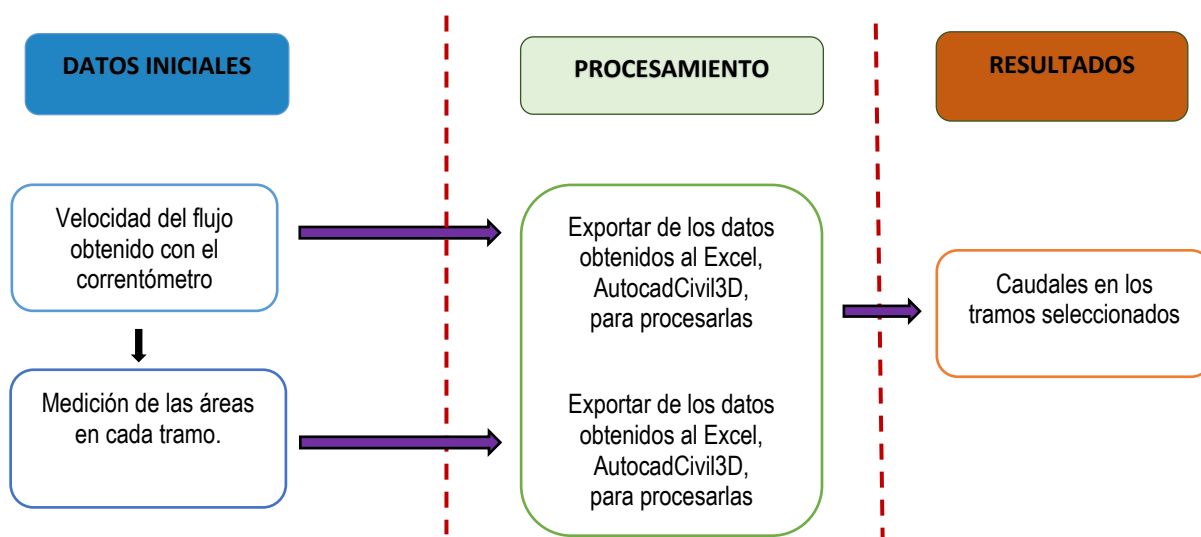 DATOS INICIALES
PROCESAMIENTO
RESULTADOS
Velocidad del flujo
obtenido con el
correntómetro
Medición de las áreas
en cada tramo.
Exportar de los datos
obtenidos al Excel,
AutocadCivil3D,
para procesarlas
Exportar de los datos
obtenidos al Excel,
AutocadCivil3D,
para procesarlas
Caudales en los
tramos seleccionados